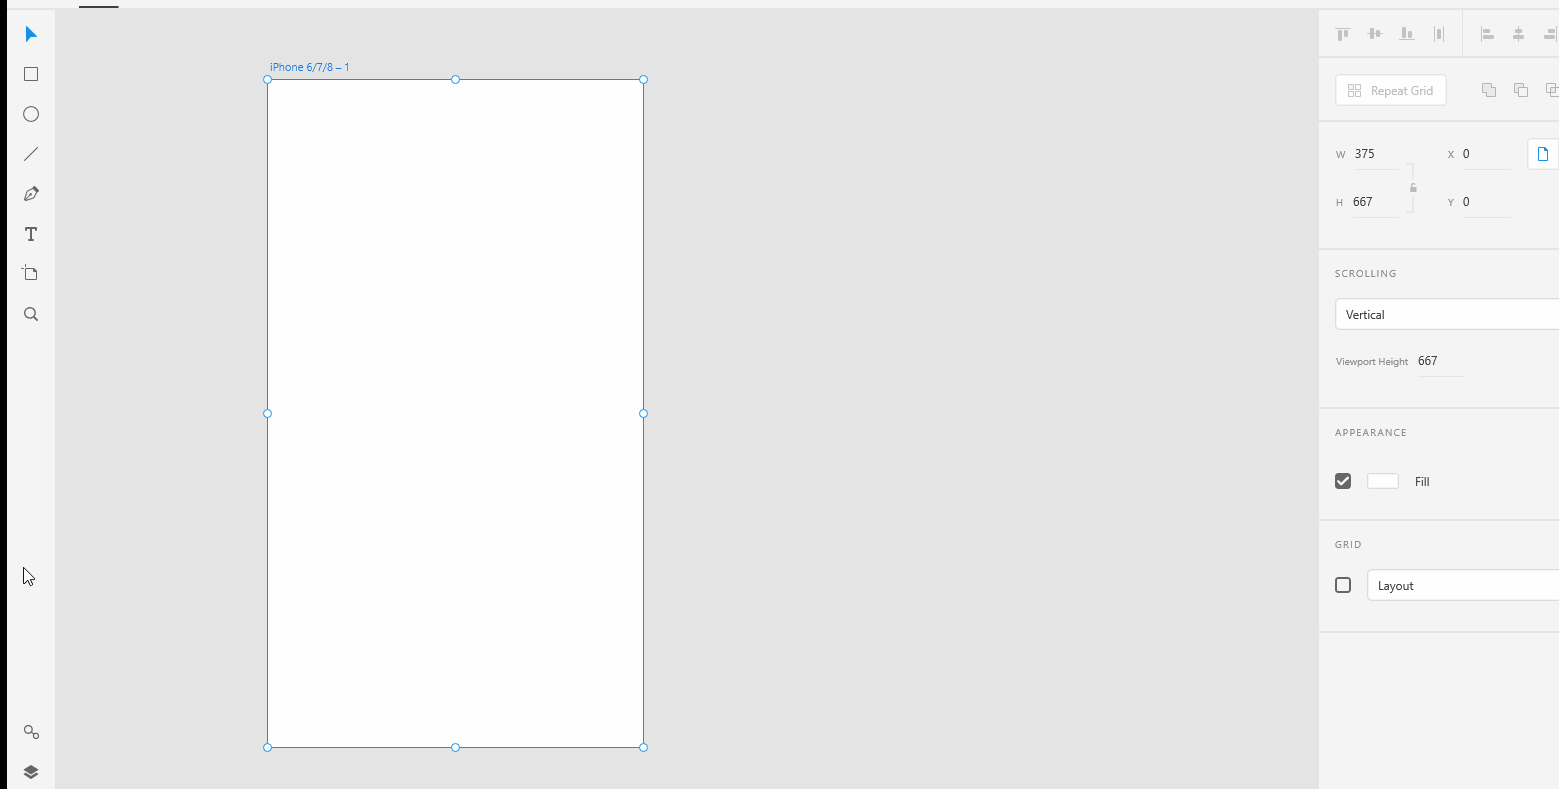 iPhone 6/7/8 – 1
Repeat Grid
W 375 X 0
H 667 Y 0
SCROLLING
Vertical
Viewport Height 667
APPEARANCE
Fill
GRID
Layout